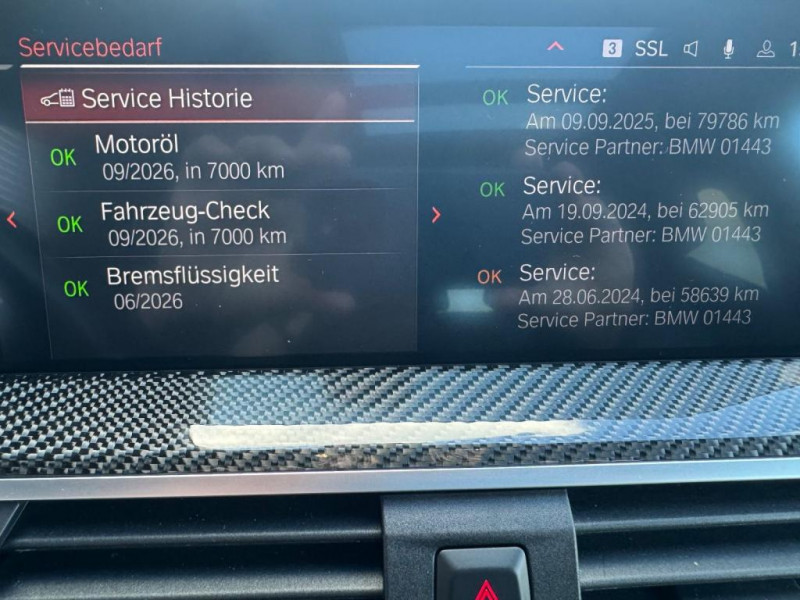 Servicebedarf
3 SSL
Service Historie
OK Motoröl
09/2026, in 7000 km
OK Fahrzeug-Check
09/2026, in 7000 km
OK Bremsflüssigkeit
06/2026
OK Service:
Am 09.09.2025, bei 79786 km
Service Partner: BMW 01443
OK Service:
Am 19.09.2024, bei 62905 km
Service Partner: BMW 01443
OK Service:
Am 28.06.2024, bei 58639 km
Service Partner: BMW 01443